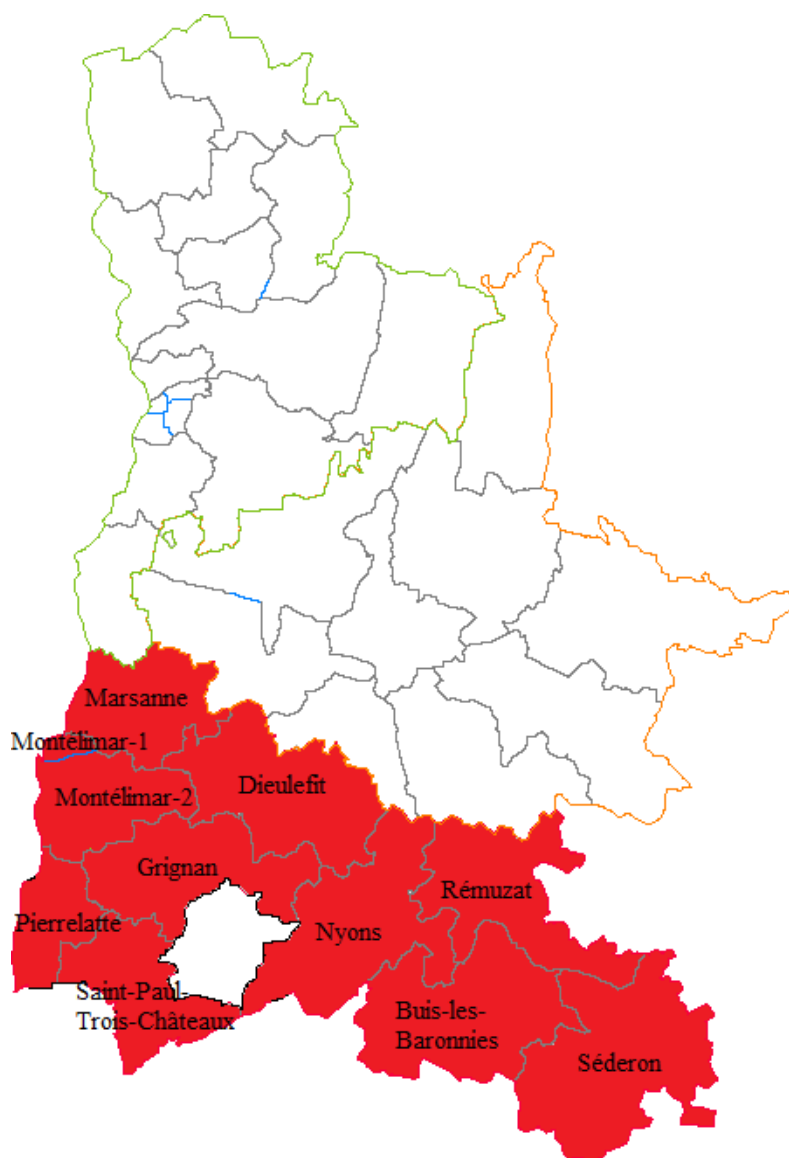 Marsanne
Montélimar-1
Dieulefit
Montélimar-2
Grignan
Rémuzat
Pierrelatte
Nyons
Saint-Paul-
Trois-Châteaux
Buis-les-
Baronnies
Séderon